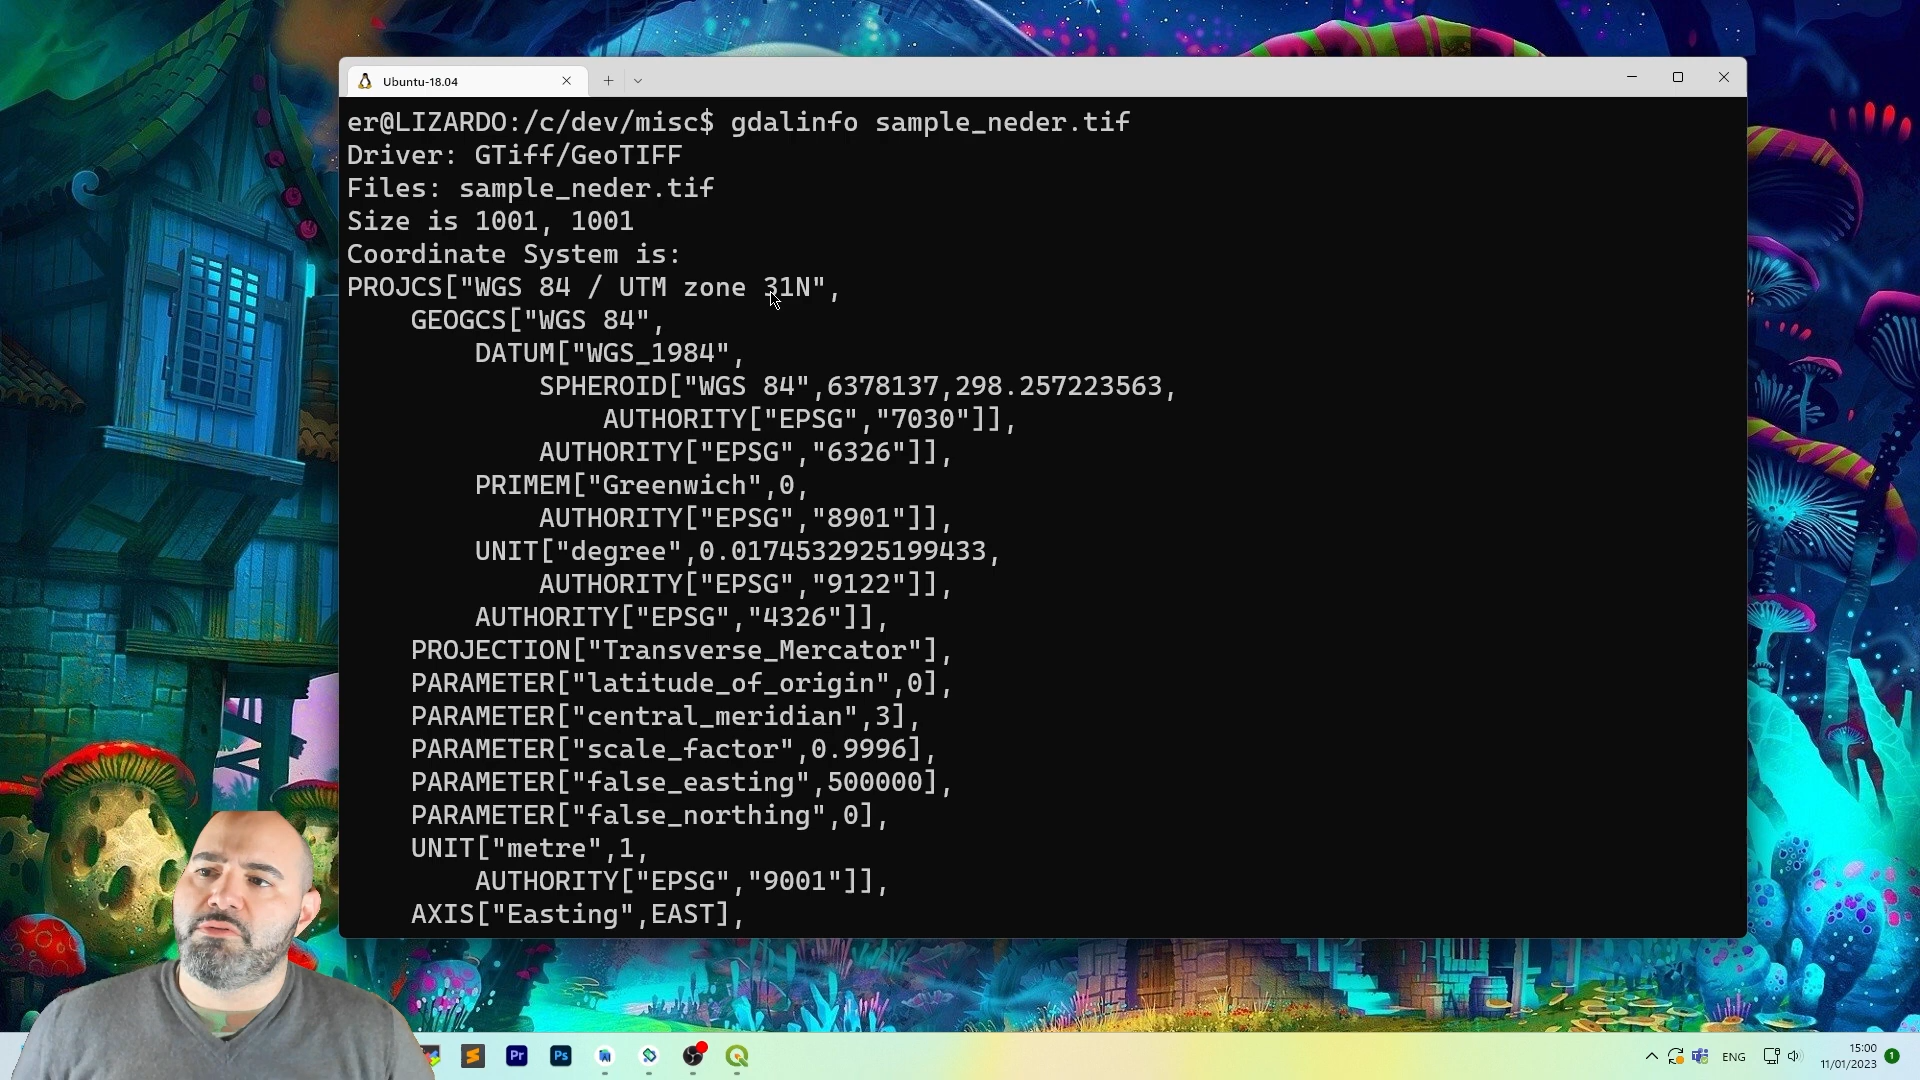 Ubuntu-18.04
er@LIZARDO:/c/dev/misc$ gdalinfo sample_neder.tif
Driver: GTiff/GeoTIFF
Files: sample_neder.tif
Size is 1001, 1001
Coordinate System is:
PROJCS["WGS 84 / UTM zone 31N",
    GEOGCS["WGS 84",
        DATUM["WGS_1984",
            SPHEROID["WGS 84",6378137,298.257223563,
                AUTHORITY["EPSG","7030"]],
            AUTHORITY["EPSG","6326"]],
        PRIMEM["Greenwich",0,
            AUTHORITY["EPSG","8901"]],
        UNIT["degree",0.0174532925199433,
            AUTHORITY["EPSG","9122"]],
        AUTHORITY["EPSG","4326"]],
    PROJECTION["Transverse_Mercator"],
    PARAMETER["latitude_of_origin",0],
    PARAMETER["central_meridian",3],
    PARAMETER["scale_factor",0.9996],
    PARAMETER["false_easting",500000],
    PARAMETER["false_northing",0],
    UNIT["metre",1,
        AUTHORITY["EPSG","9001"]],
    AXIS["Easting",EAST],
Pr
Ps
ENG
15:00
11/01/2023
1